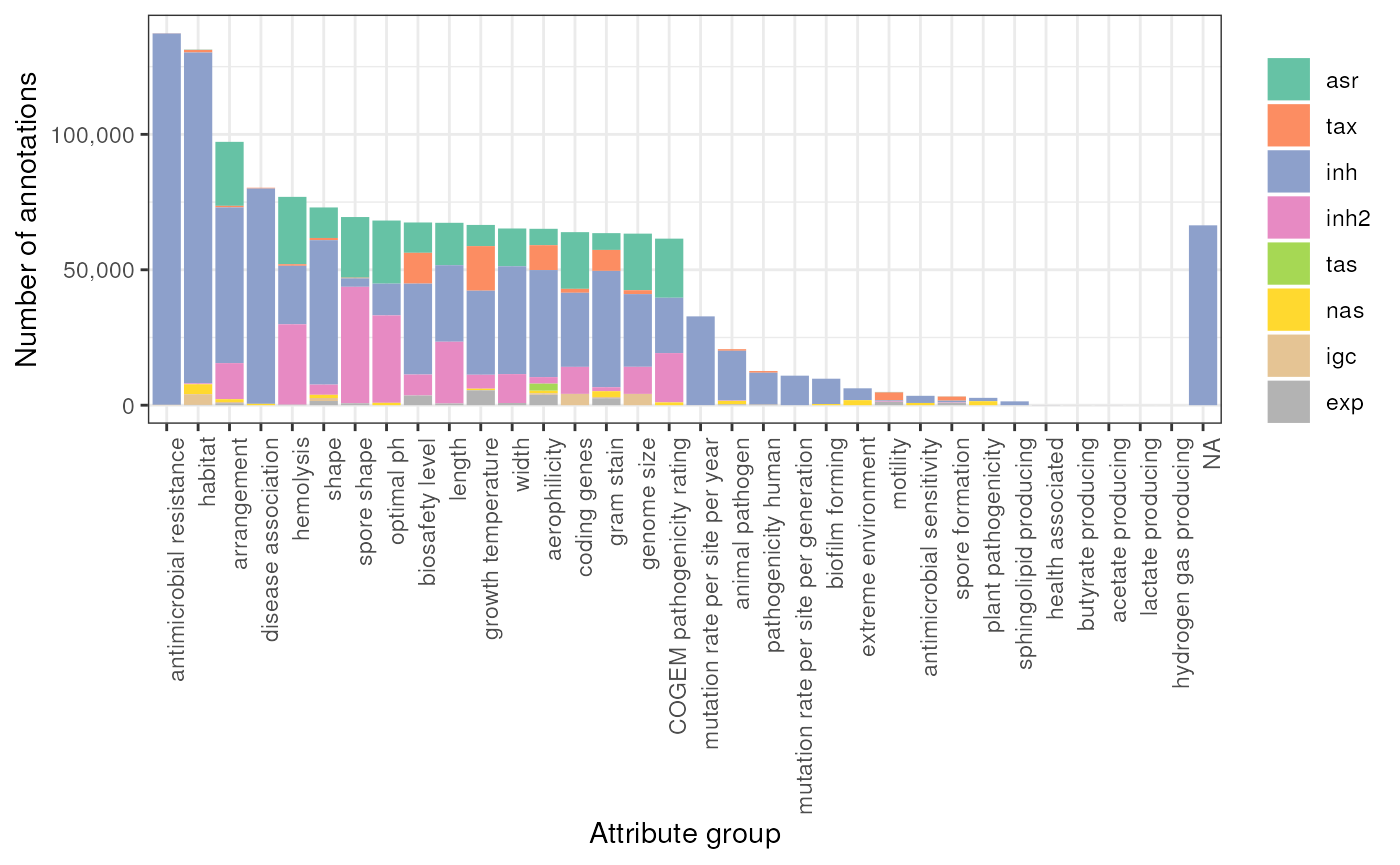 Number of annotations
100,000
50,000
0
antimicrobial resistance
habitat
arrangement
disease association
hemolysis
shape
spore shape
optimal ph
biosafety level
length
growth temperature
width
aerophilicity
coding genes
gram stain
genome size
COGEM pathogenicity rating
mutation rate per site per year
animal pathogen
pathogenicity human
mutation rate per site per generation
biofilm forming
extreme environment
motility
antimicrobial sensitivity
spore formation
plant pathogenicity
sphingolipid producing
health associated
butyrate producing
acetate producing
lactate producing
hydrogen gas producing
NA
Attribute group
asr
tax
inh
inh2
tas
nas
igc
exp